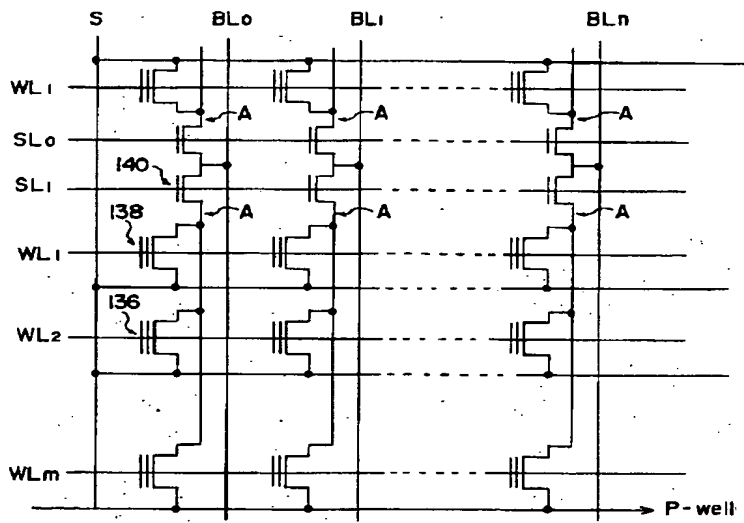 S BL0 BL1 BLn
WL1
A A A
SL0
140
SL1
A A A
138
WL1
136
WL2
WLm
P-well